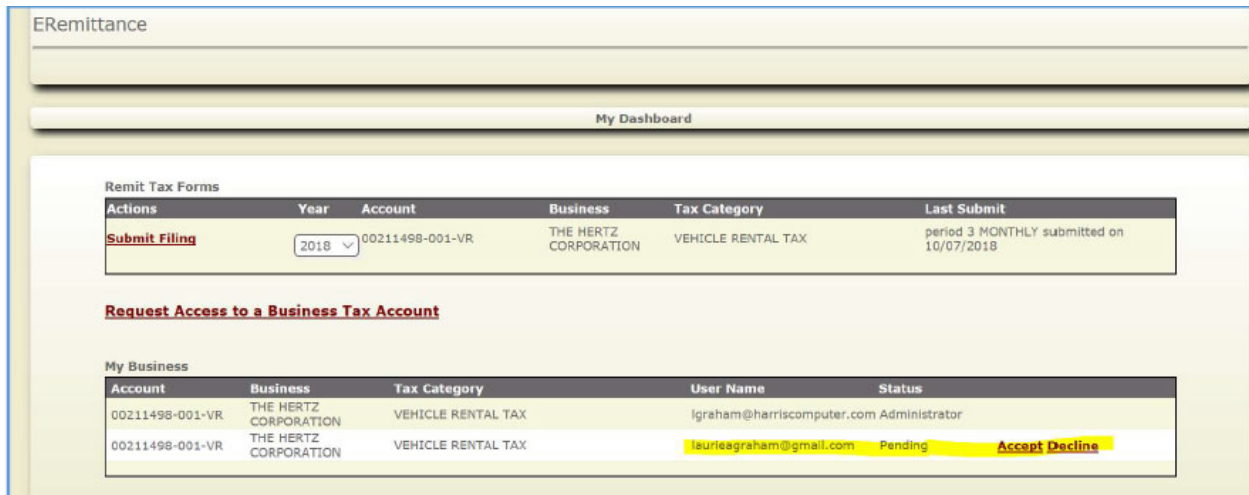 ERemittance
My Dashboard
Remit Tax Forms
Actions Year Account Business Tax Category Last Submit
Submit Filing 2018 00211498-001-VR THE HERTZ CORPORATION VEHICLE RENTAL TAX period 3 MONTHLY submitted on 10/07/2018
Request Access to a Business Tax Account
My Business
Account Business Tax Category User Name Status
00211498-001-VR THE HERTZ CORPORATION VEHICLE RENTAL TAX lgraham@harriscomputer.com Administrator
00211498-001-VR THE HERTZ CORPORATION VEHICLE RENTAL TAX laurieagraham@gmail.com Pending Accept Decline